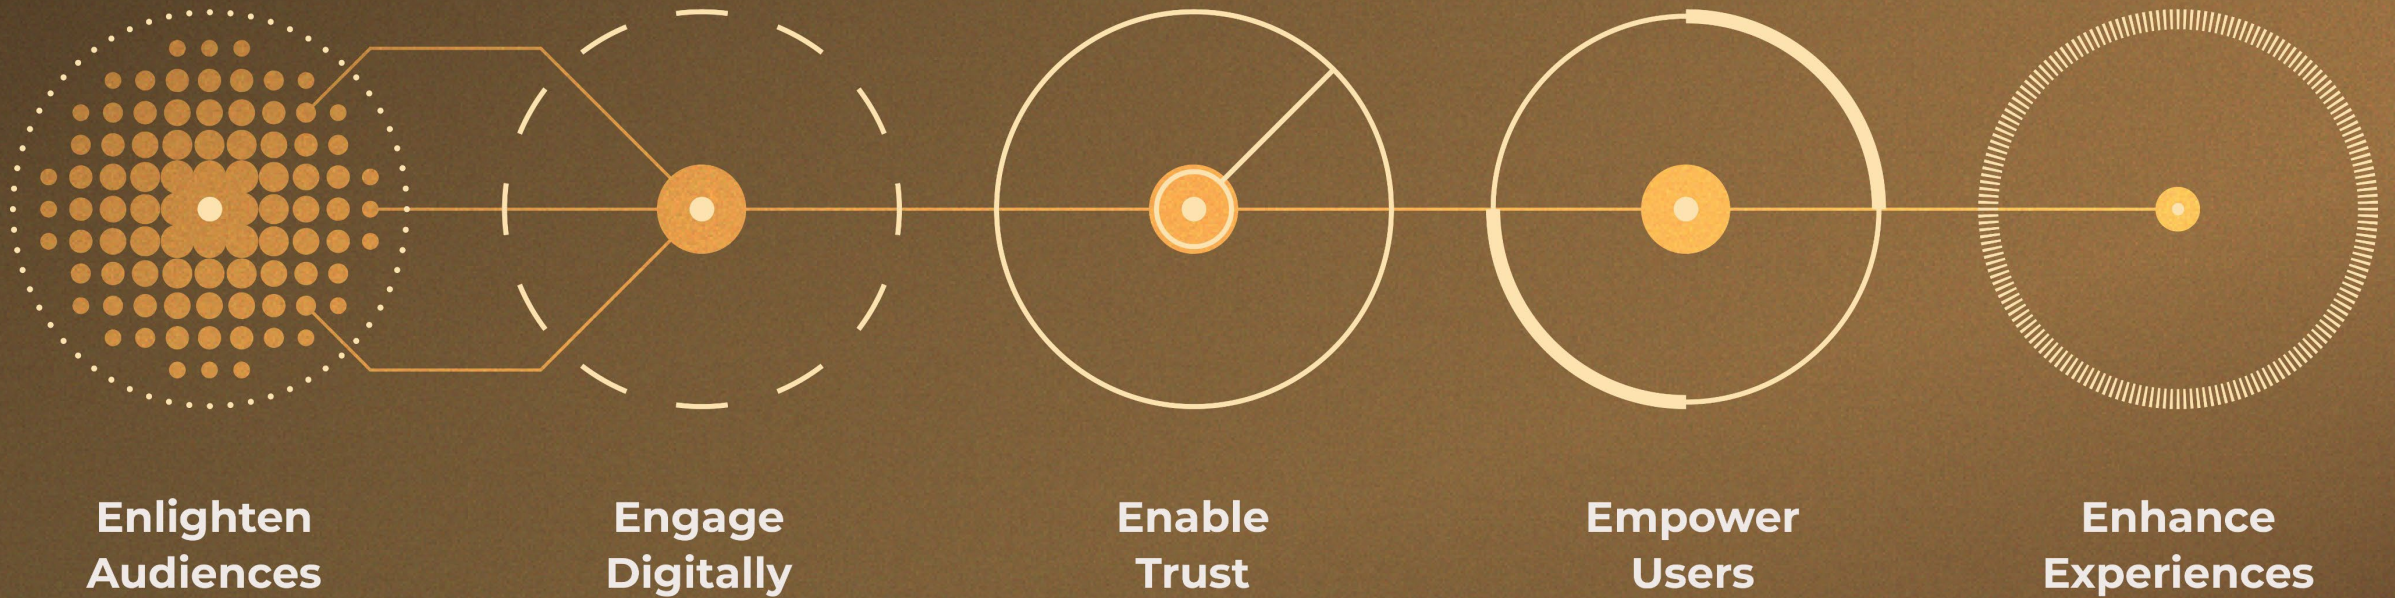 Enlighten
Audiences
Engage
Digitally
Enable
Trust
Empower
Users
Enhance
Experiences